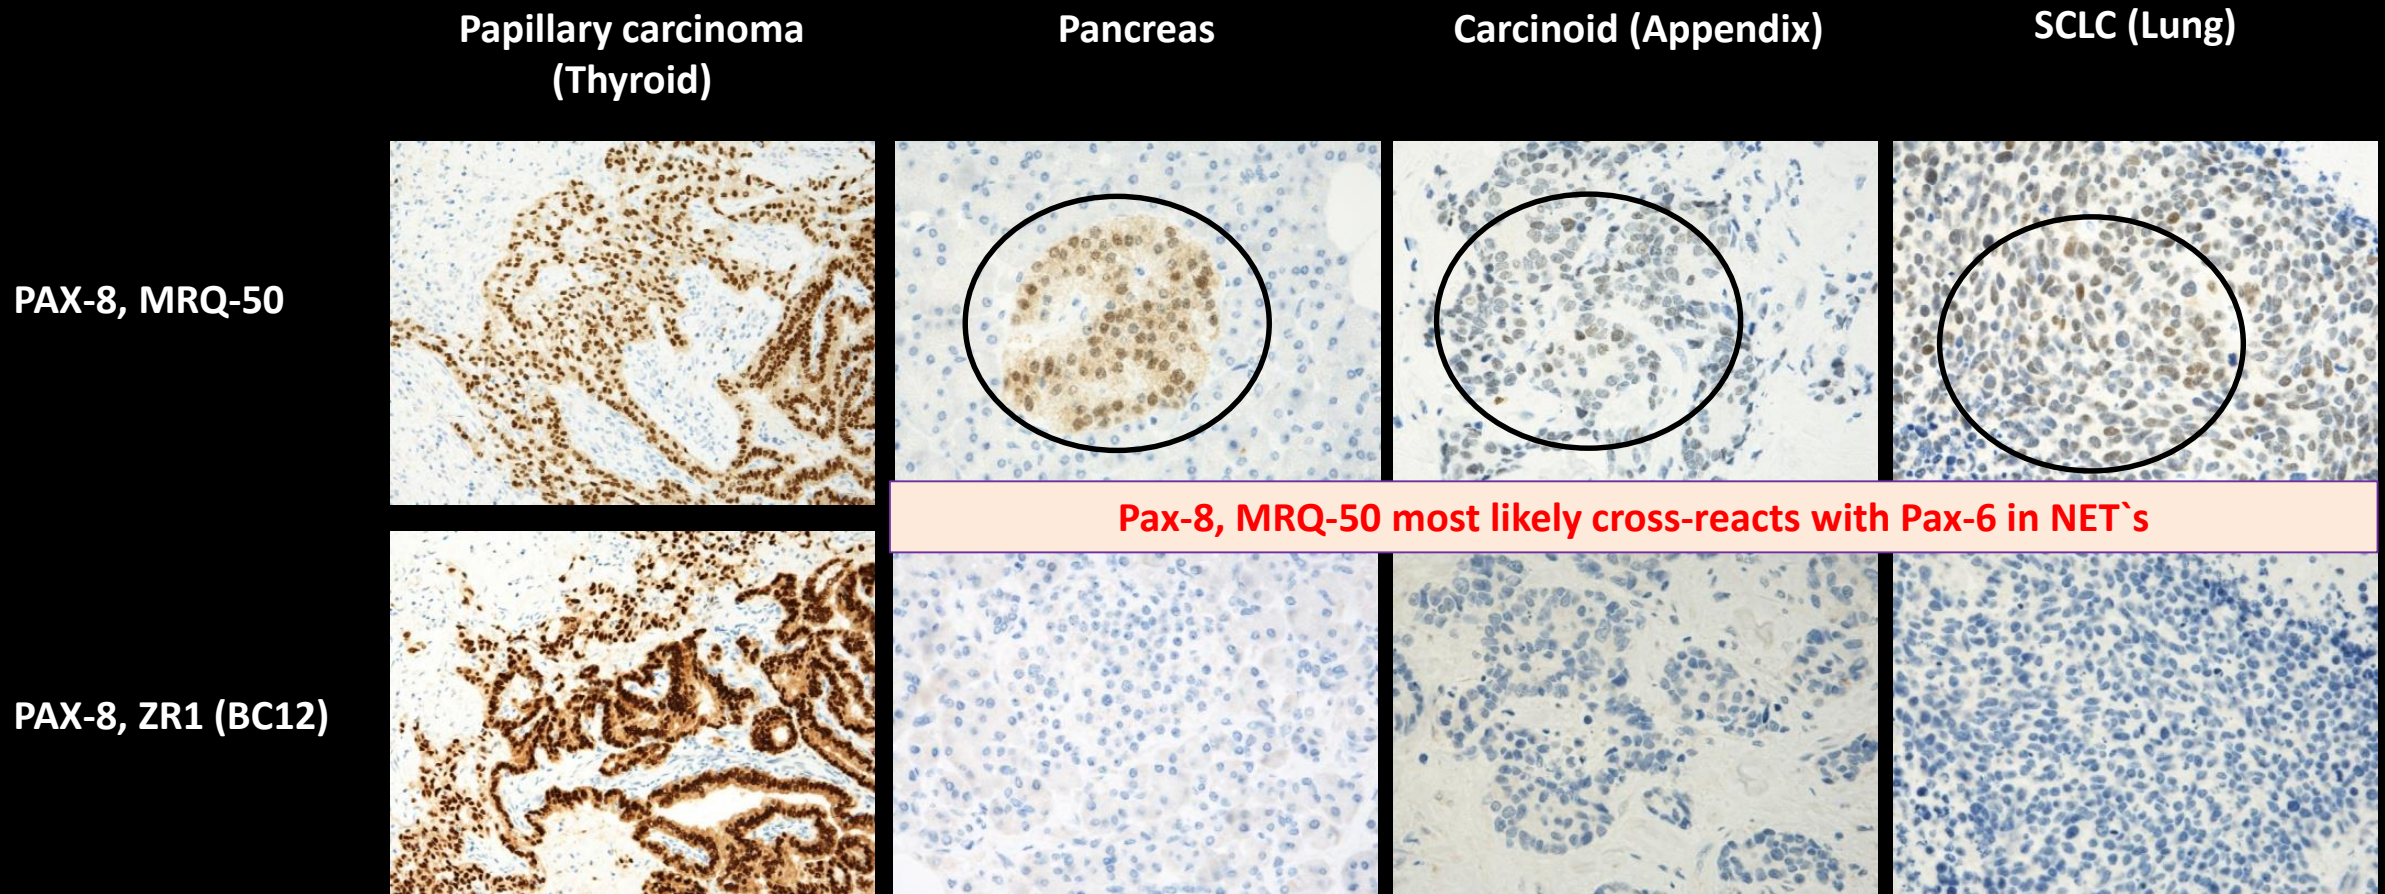 Papillary carcinoma
(Thyroid)
Pancreas
Carcinoid (Appendix)
SCLC (Lung)
PAX-8, MRQ-50
Pax-8, MRQ-50 most likely cross-reacts with Pax-6 in NET`s
PAX-8, ZR1 (BC12)